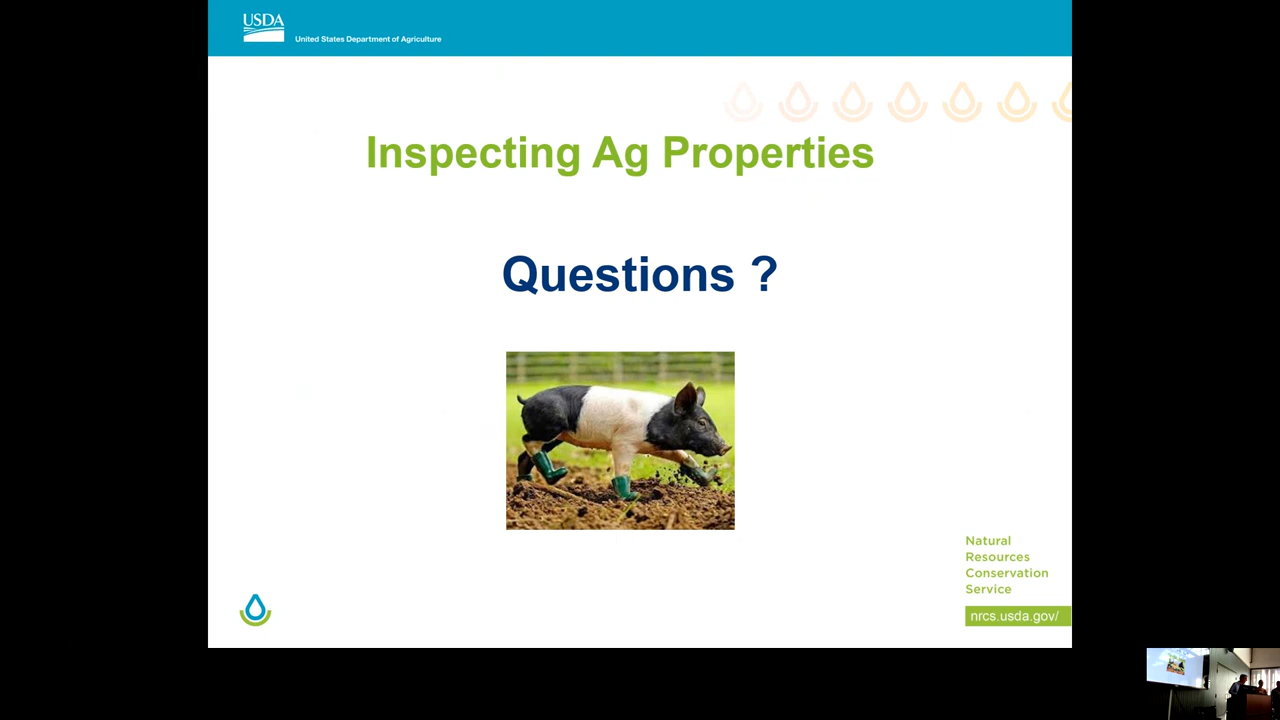 USDA
United States Department of Agriculture
Inspecting Ag Properties
Questions ?
Natural
Resources
Conservation
Service
nrcs.usda.gov/